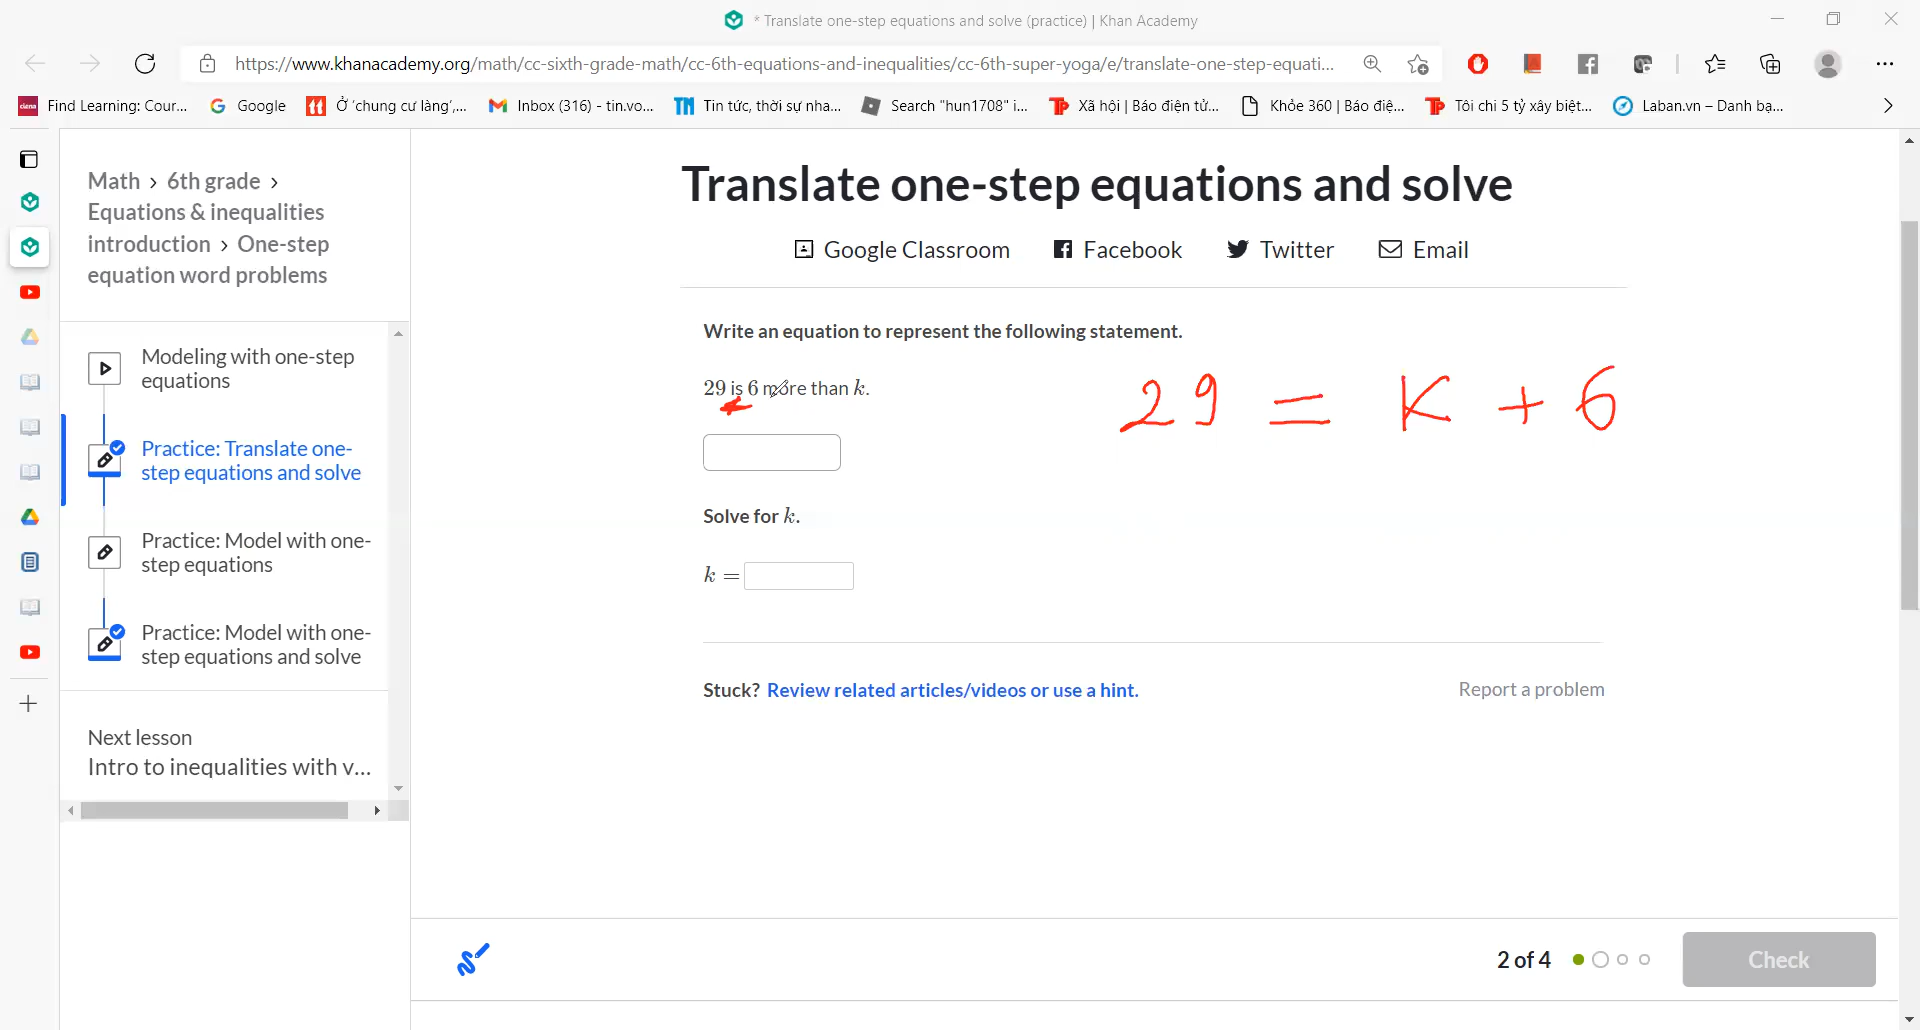 * Translate one-step equations and solve (practice) | Khan Academy
https://www.khanacademy.org/math/cc-sixth-grade-math/cc-6th-equations-and-inequalities/cc-6th-super-yoga/e/translate-one-step-equati...
ciena Find Learning: Cour... Google Ở 'chung cư làng',... Inbox (316) - tin.vo... Tin tức, thời sự nha... Search "hun1708" i... Xã hội | Báo điện tử... Khỏe 360 | Báo điệ... Tôi chi 5 tỷ xây biệt... Laban.vn – Danh bạ...
Math › 6th grade ›
Equations & inequalities
introduction › One-step
equation word problems
Modeling with one-step
equations
Practice: Translate one-
step equations and solve
Practice: Model with one-
step equations
Practice: Model with one-
step equations and solve
Next lesson
Intro to inequalities with v...
Translate one-step equations and solve
Google Classroom Facebook Twitter Email
Write an equation to represent the following statement.
29 is 6 more than k.
29 = K + 6
Solve for k.
k =
Stuck? Review related articles/videos or use a hint.
Report a problem
2 of 4
Check